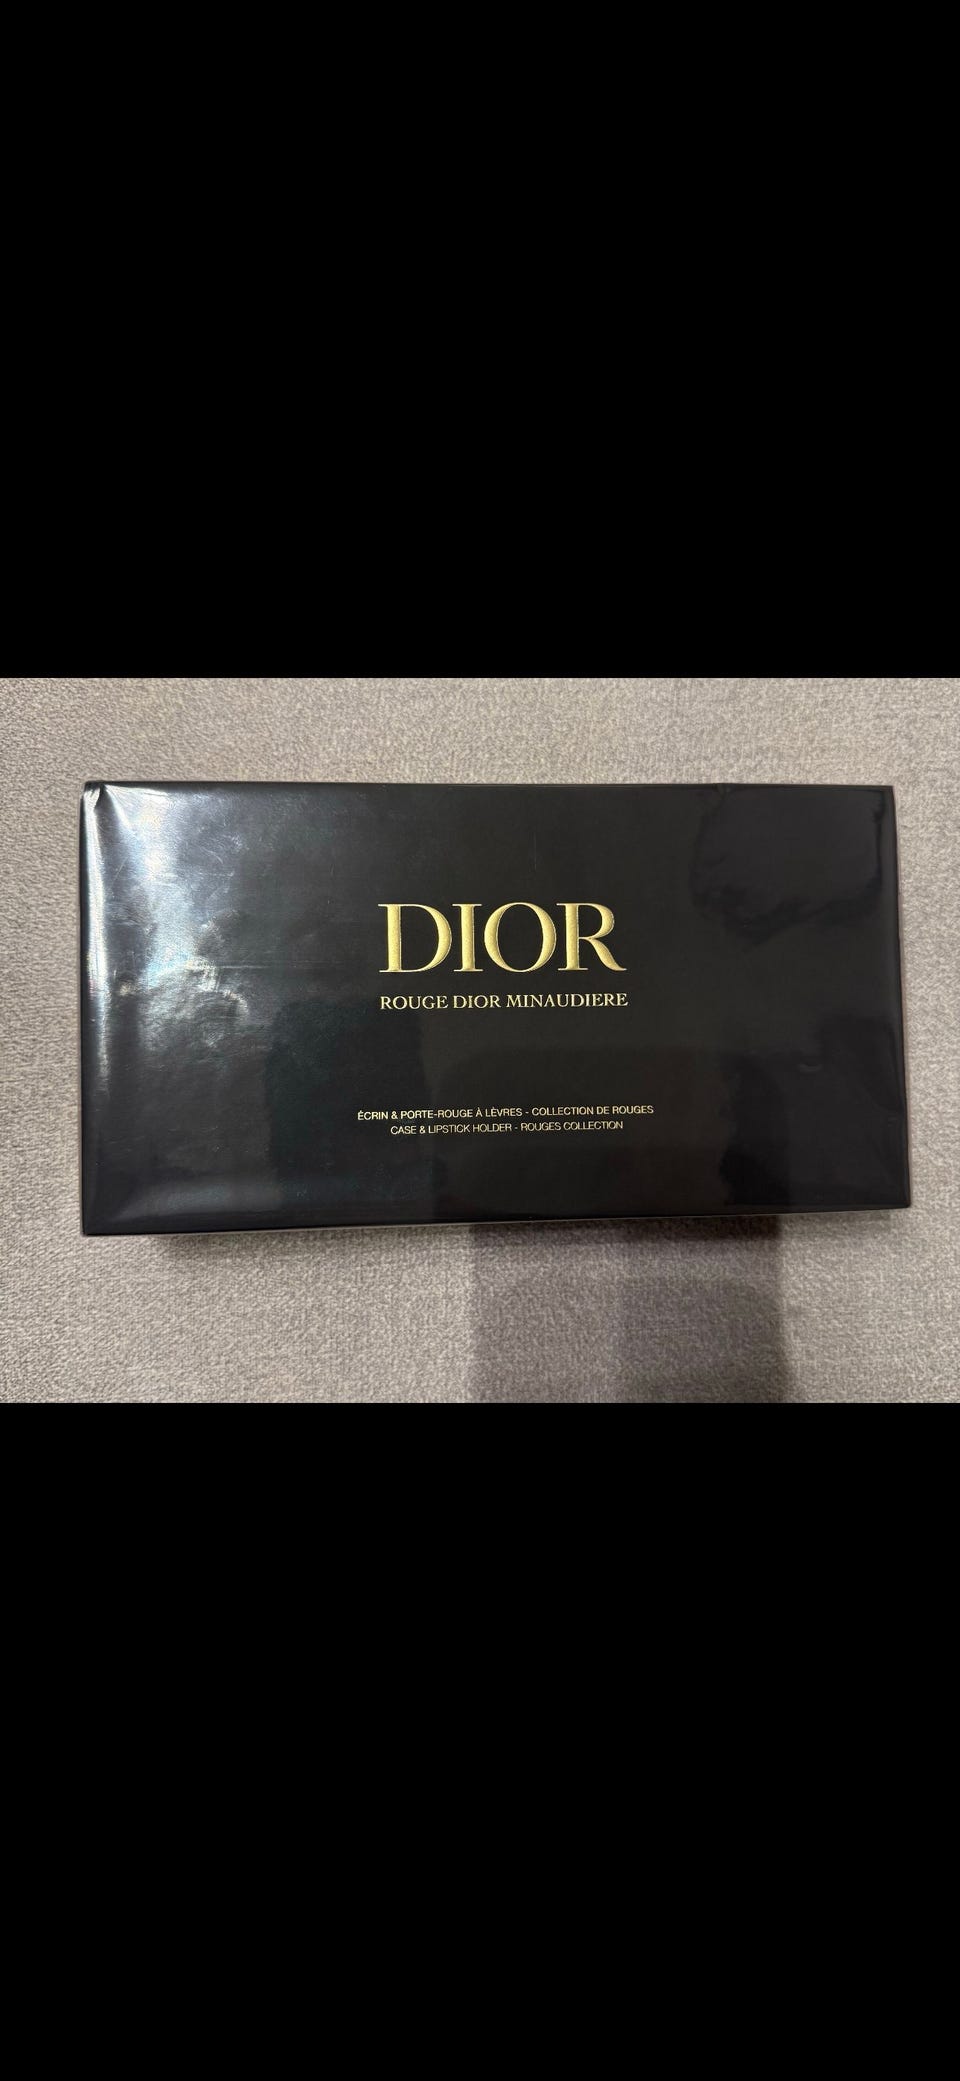 DIOR
ROUGE DIOR MINAUDIERE
ÉCRIN & PORTE-ROUGE À LÈVRES - COLLECTION DE ROUGES
CASE & LIPSTICK HOLDER - ROUGES COLLECTION